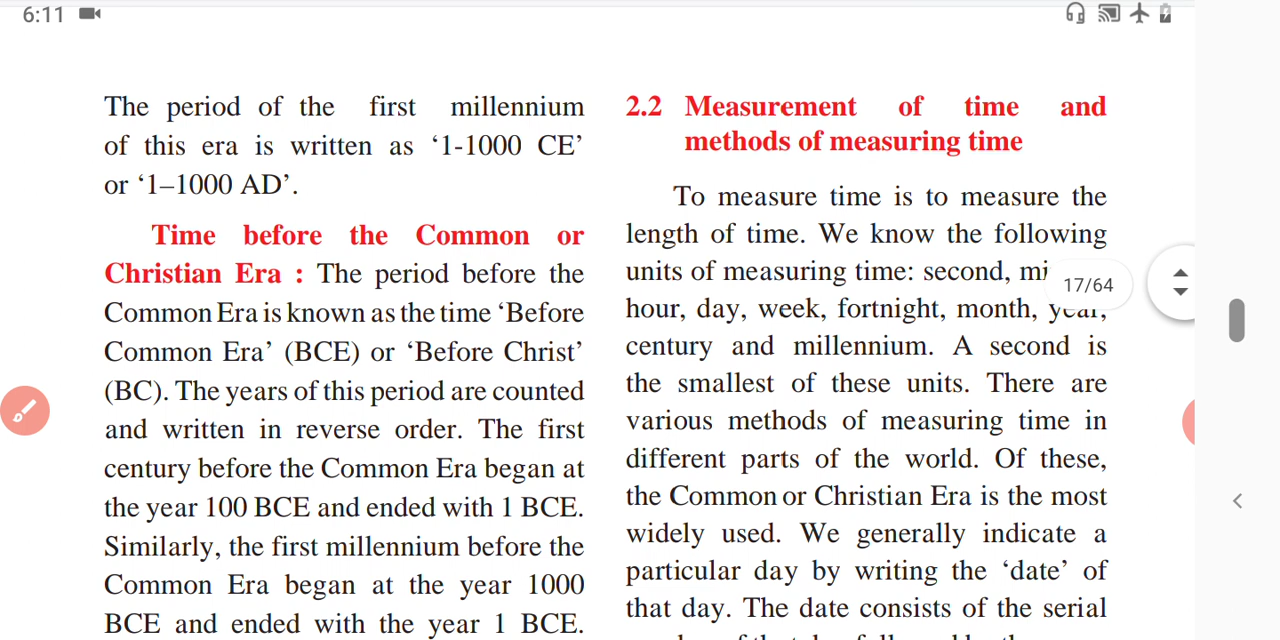 6:11
The period of the first millennium
of this era is written as ‘1-1000 CE’
or ‘1–1000 AD’.
Time before the Common or
Christian Era : The period before the
Common Era is known as the time ‘Before
Common Era’ (BCE) or ‘Before Christ’
(BC). The years of this period are counted
and written in reverse order. The first
century before the Common Era began at
the year 100 BCE and ended with 1 BCE.
Similarly, the first millennium before the
Common Era began at the year 1000
BCE and ended with the year 1 BCE.
2.2 Measurement of time and
methods of measuring time
To measure time is to measure the
length of time. We know the following
units of measuring time: second,
hour, day, week, fortnight, month, year,
century and millennium. A second is
the smallest of these units. There are
various methods of measuring time in
different parts of the world. Of these,
the Common or Christian Era is the most
widely used. We generally indicate a
particular day by writing the ‘date’ of
that day. The date consists of the serial
17/64